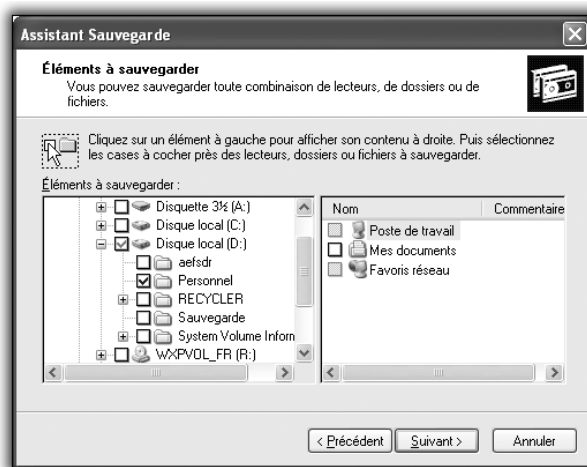 Assistant Sauvegarde
Éléments à sauvegarder
Vous pouvez sauvegarder toute combinaison de lecteurs, de dossiers ou de
fichiers.
Cliquez sur un élément à gauche pour afficher son contenu à droite. Puis sélectionnez
les cases à cocher près des lecteurs, dossiers ou fichiers à sauvegarder.
Éléments à sauvegarder :
Disquette 3½ (A:)
Disque local (C:)
Disque local (D:)
aefsdr
Personnel
RECYCLER
Sauvegarde
System Volume Inforn
WXPVOL_FR (R:)
Nom Commentaire
Poste de travail
Mes documents
Favoris réseau
< Précédent Suivant > Annuler